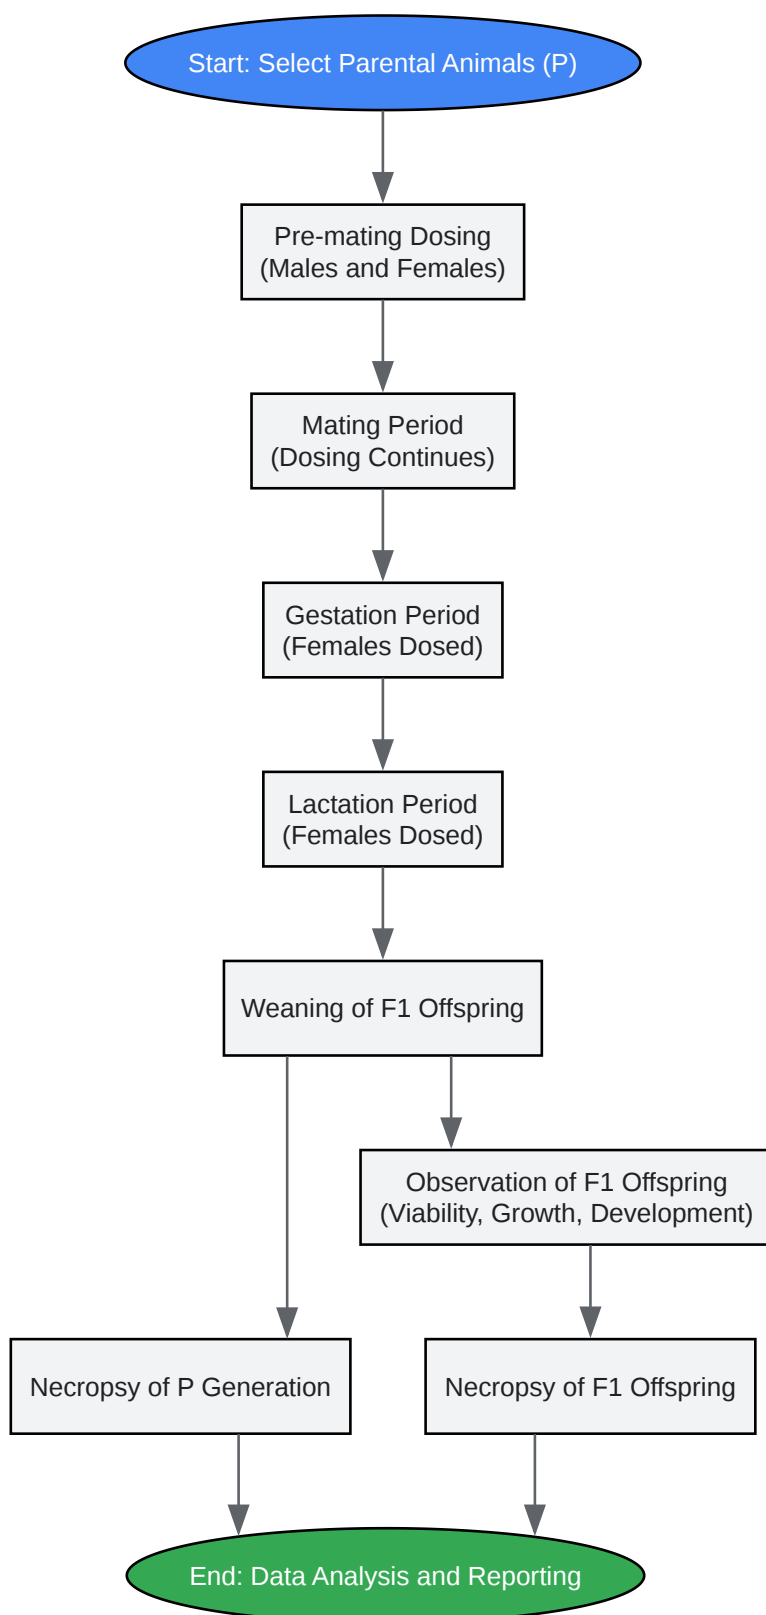 Start: Select Parental Animals (P)
Pre-mating Dosing
(Males and Females)
Mating Period
(Dosing Continues)
Gestation Period
(Females Dosed)
Lactation Period
(Females Dosed)
Weaning of F1 Offspring
Observation of F1 Offspring
(Viability, Growth, Development)
Necropsy of P Generation
Necropsy of F1 Offspring
End: Data Analysis and Reporting